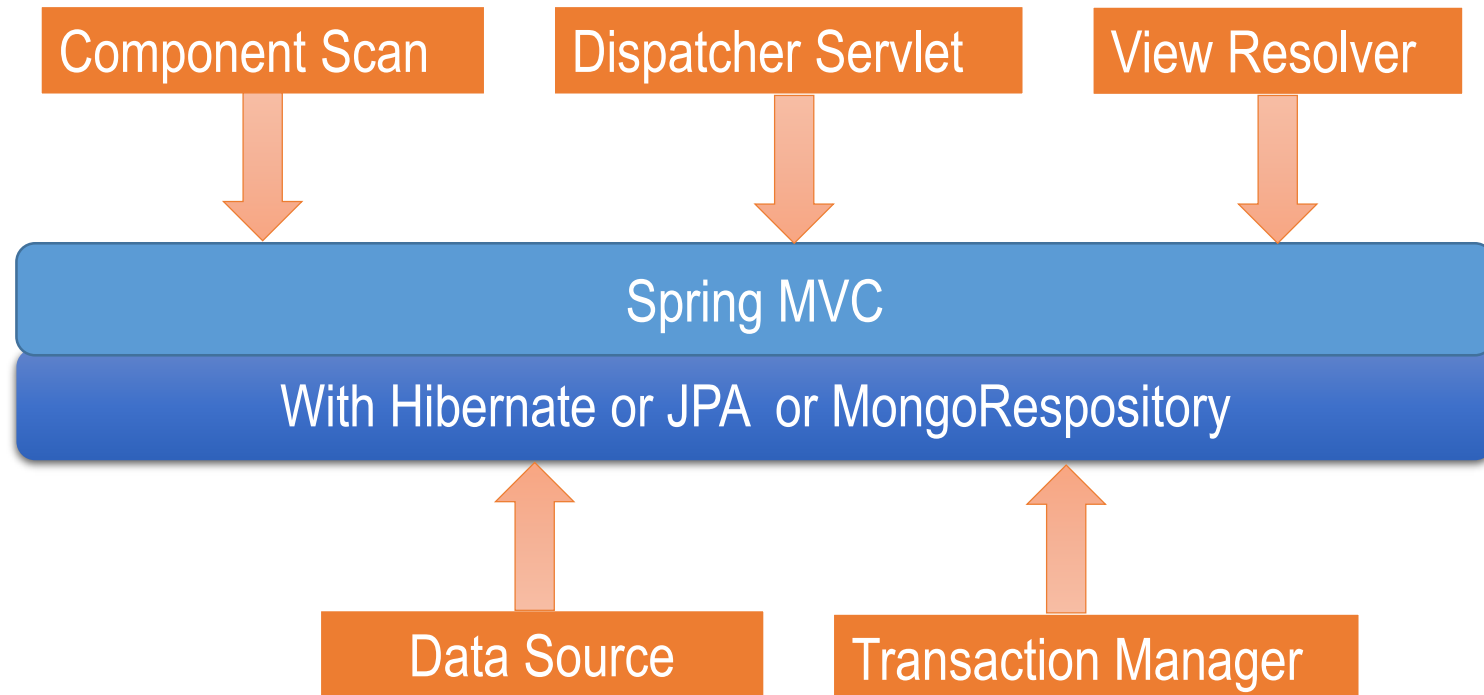 Component Scan
Dispatcher Servlet
View Resolver
Spring MVC
With Hibernate or JPA or MongoRespository
Data Source
Transaction Manager